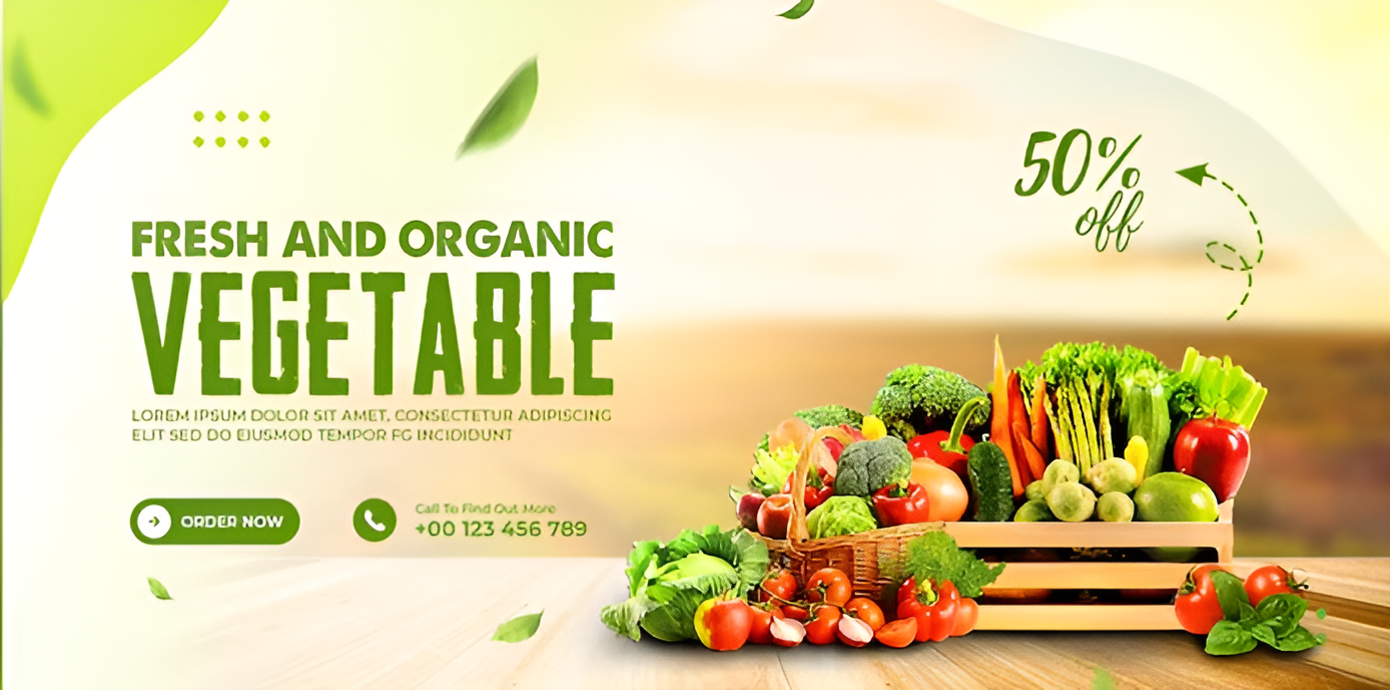 FRESH AND ORGANIC
VEGETABLE
LOREM IPSUM DOLOR SIT AMET, CONSECTETUR ADIPISCING
ELIT SED DO EIUSMOD TEMPOR FG INCIDIDUNT
ORDER NOW
Call To Find Out More
+00 123 456 789
50%
off